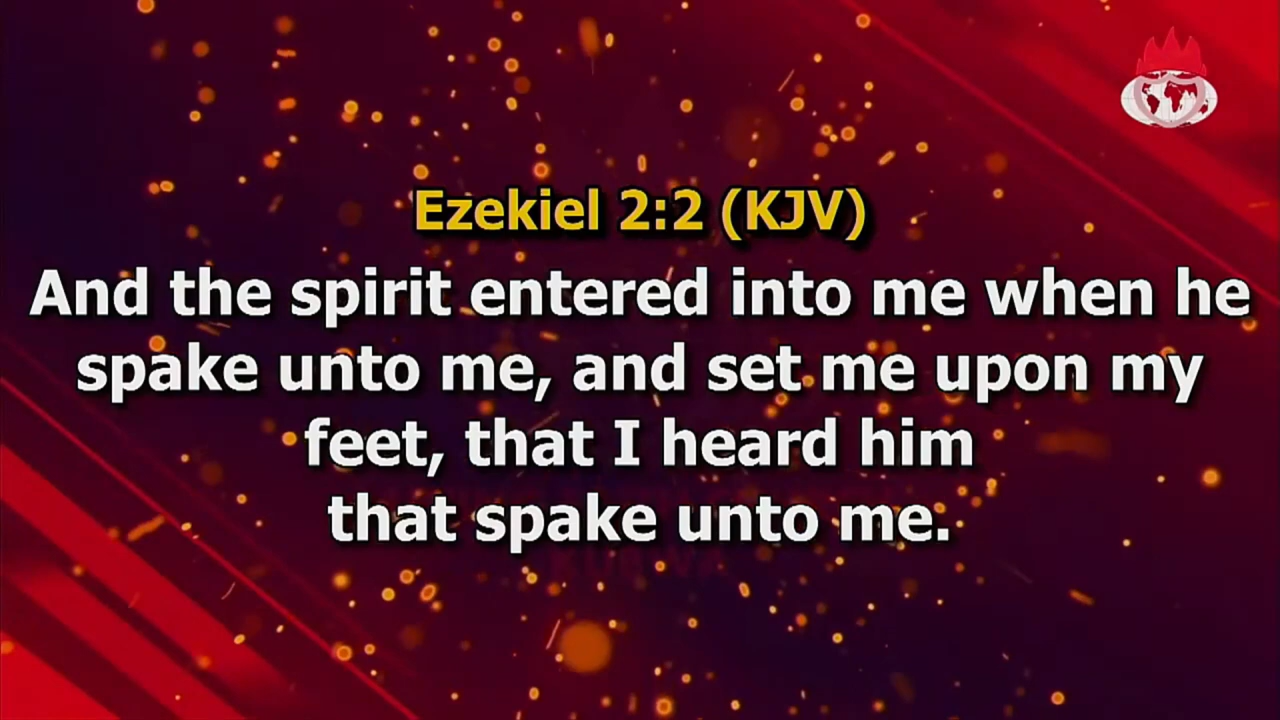 Ezekiel 2:2 (KJV)
And the spirit entered into me when he
spake unto me, and set me upon my
feet, that I heard him
that spake unto me.